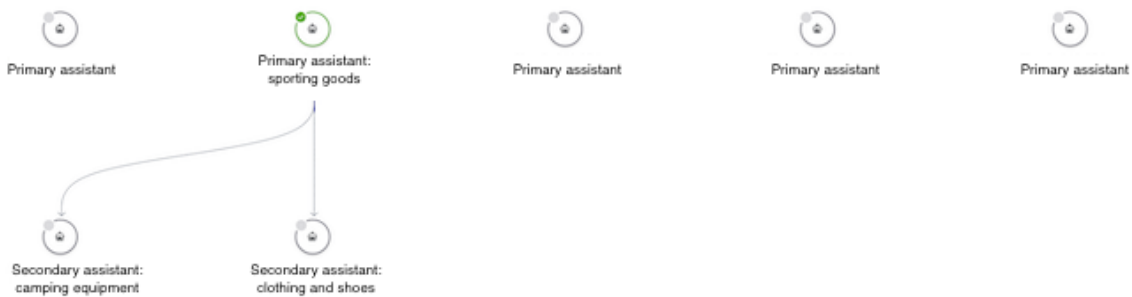 Primary assistant
Primary assistant:
sporting goods
Primary assistant
Primary assistant
Primary assistant
Secondary assistant:
camping equipment
Secondary assistant:
clothing and shoes